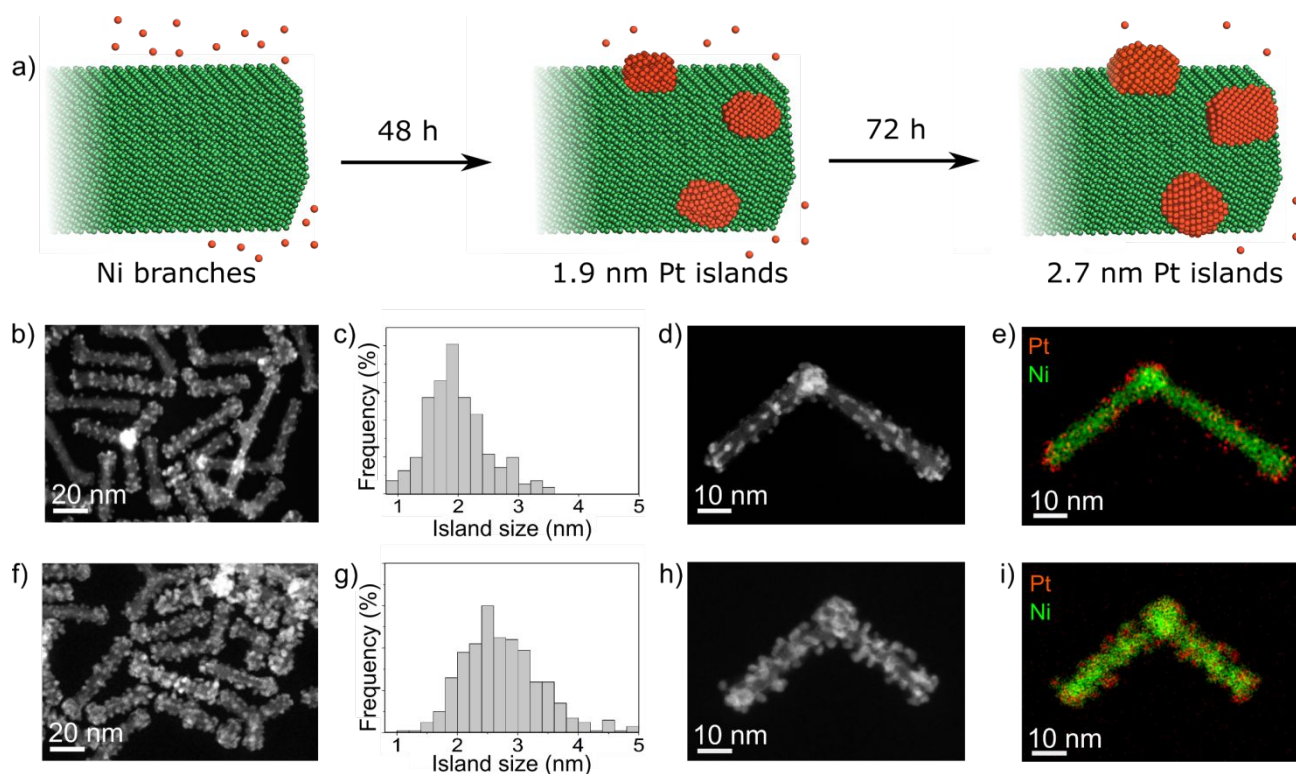 a)
48 h
72 h
Ni branches
1.9 nm Pt islands
2.7 nm Pt islands
b)
20 nm
c)
Frequency (%)
1 2 3 4 5
Island size (nm)
d)
10 nm
e)
Pt
Ni
10 nm
f)
20 nm
g)
Frequency (%)
1 2 3 4 5
Island size (nm)
h)
10 nm
i)
Pt
Ni
10 nm